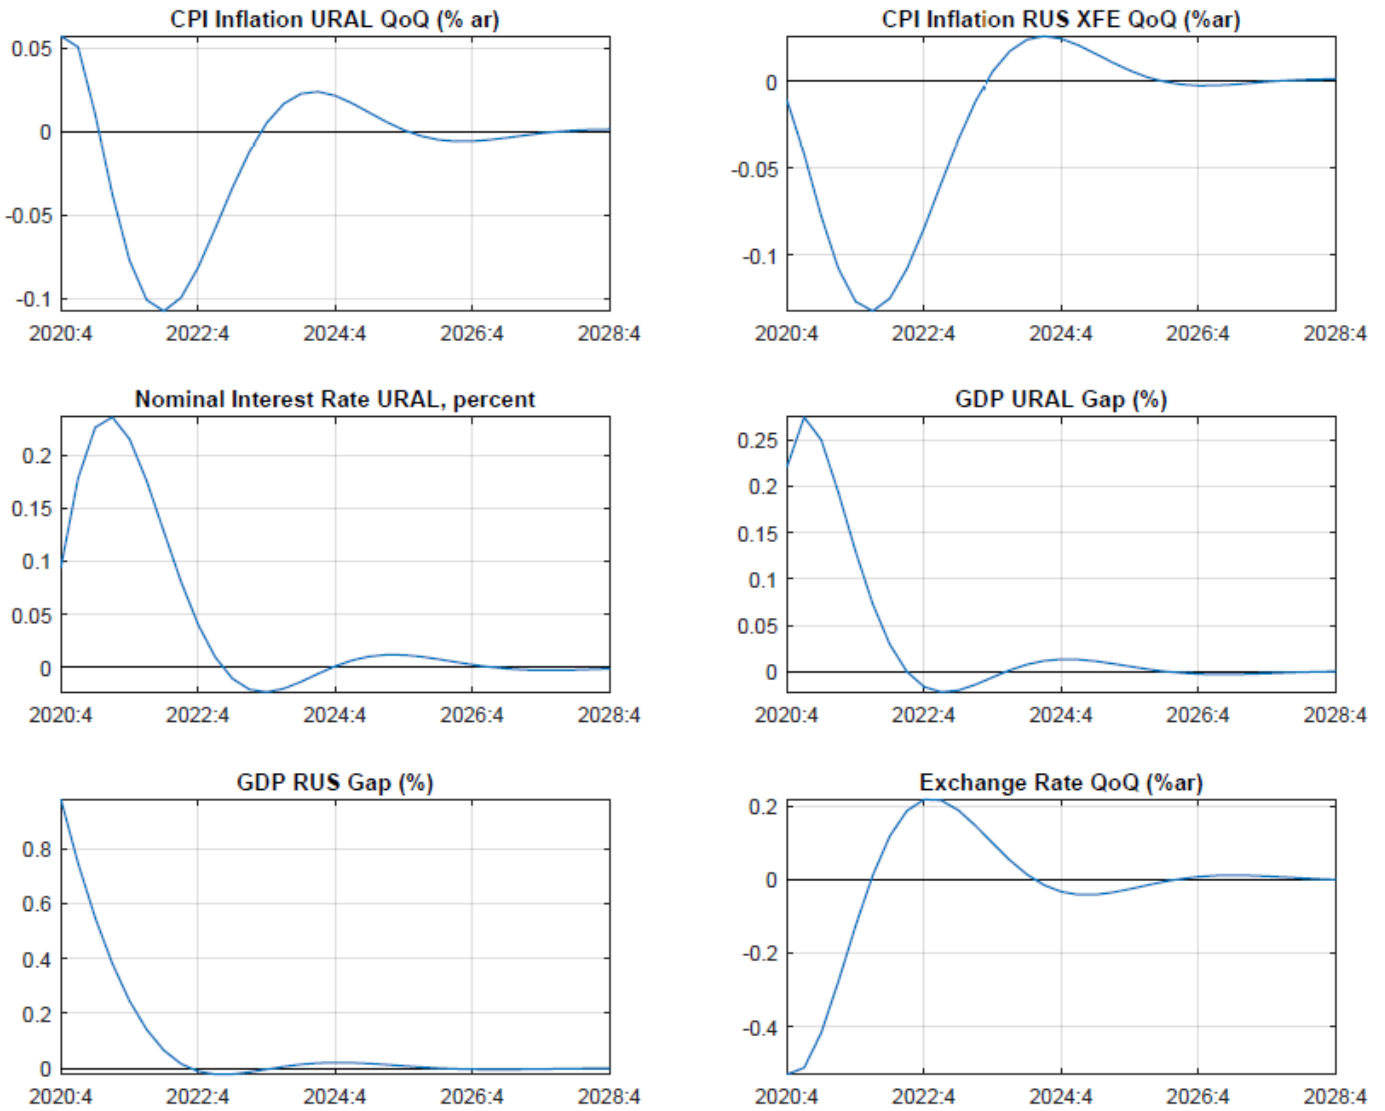 CPI Inflation URAL QoQ (% ar)
0.05
0
-0.05
-0.1
2020:4 2022:4 2024:4 2026:4 2028:4
CPI Inflation RUS XFE QoQ (%ar)
0
-0.05
-0.1
2020:4 2022:4 2024:4 2026:4 2028:4
Nominal Interest Rate URAL, percent
0.2
0.15
0.1
0.05
0
2020:4 2022:4 2024:4 2026:4 2028:4
GDP URAL Gap (%)
0.25
0.2
0.15
0.1
0.05
0
2020:4 2022:4 2024:4 2026:4 2028:4
GDP RUS Gap (%)
0.8
0.6
0.4
0.2
0
2020:4 2022:4 2024:4 2026:4 2028:4
Exchange Rate QoQ (%ar)
0.2
0
-0.2
-0.4
2020:4 2022:4 2024:4 2026:4 2028:4